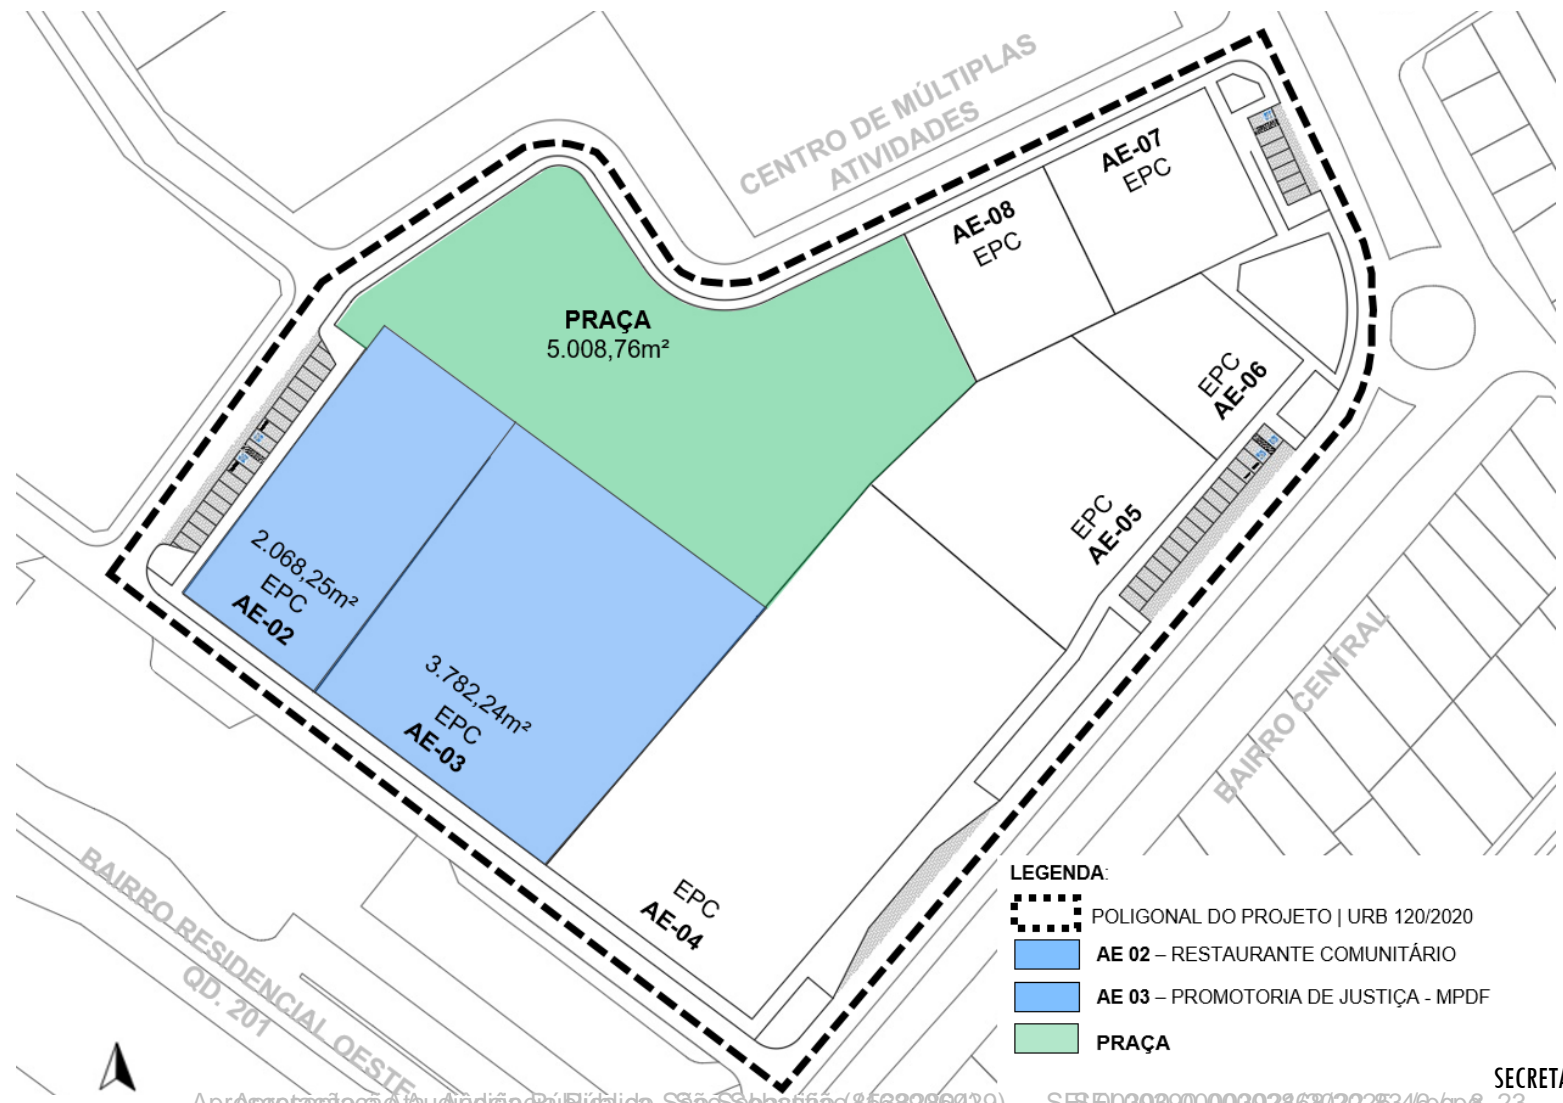 CENTRO DE MÚLTIPLAS
ATIVIDADES
AE-07
EPC
AE-08
EPC
PRAÇA
5.008,76m²
EPC
AE-06
EPC
AE-05
2.068,25m²
EPC
AE-02
3.782,24m²
EPC
AE-03
BAIRRO CENTRAL
EPC
AE-04
BAIRRO RESIDENCIAL OESTE
QD. 201
LEGENDA:
POLIGONAL DO PROJETO | URB 120/2020
AE 02 – RESTAURANTE COMUNITÁRIO
AE 03 – PROMOTORIA DE JUSTIÇA - MPDF
PRAÇA
SECRETA